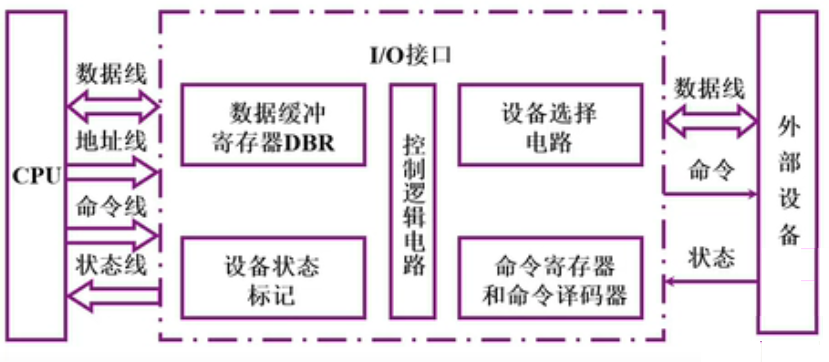 I/O接口
CPU
数据线
地址线
命令线
状态线
数据缓冲
寄存器DBR
设备状态
标记
控制逻辑电路
设备选择
电路
命令寄存器
和命令译码器
数据线
命令
状态
外部设备